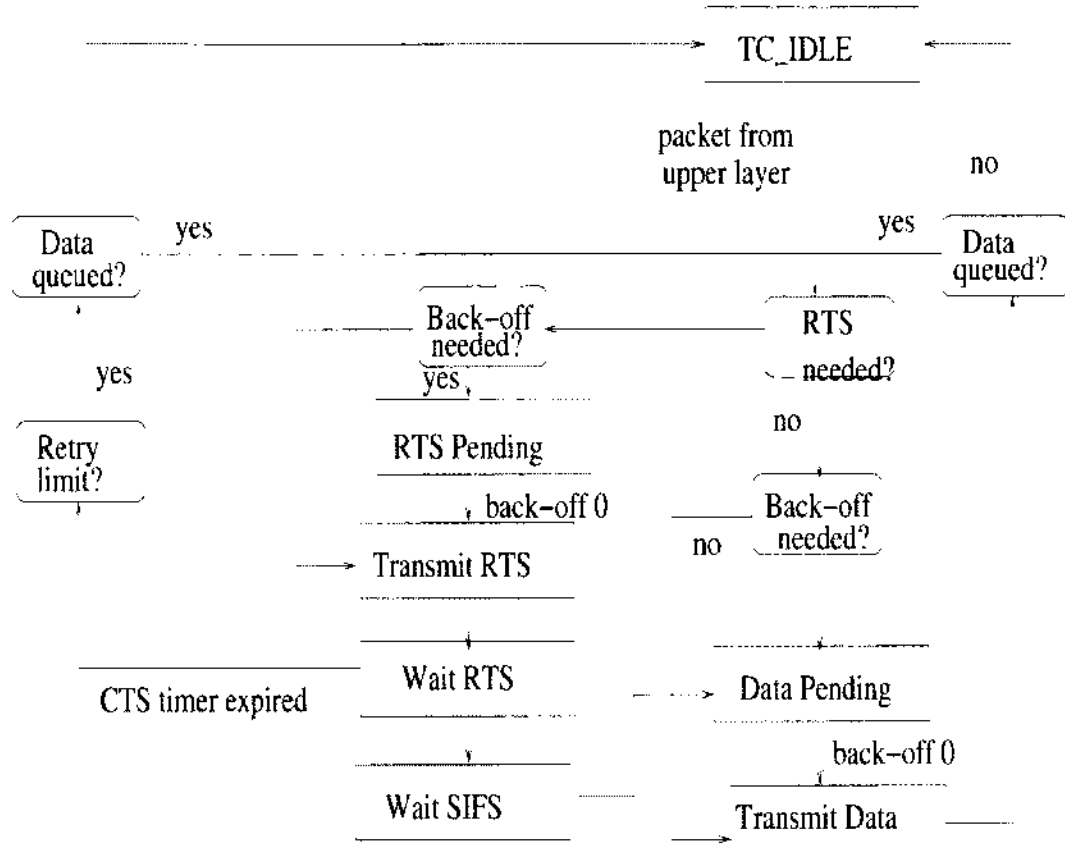 TC_IDLE
packet from
upper layer
no
yes
yes
Data
queued?
Data
queued?
Back-off
needed?
RTS
needed?
yes
yes
no
Retry
limit?
RTS Pending
back-off 0
Back-off
needed?
no
Transmit RTS
Wait RTS
CTS timer expired
Data Pending
back-off 0
Wait SIFS
Transmit Data